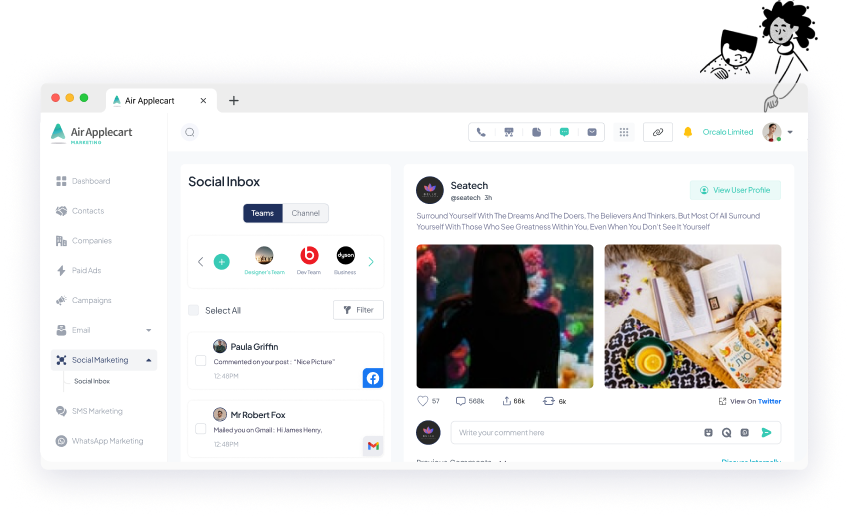 Air Applecart
Air Applecart
MARKETING
Orcalo Limited
Dashboard
Contacts
Companies
Paid Ads
Campaigns
Email
Social Marketing
Social Inbox
SMS Marketing
WhatsApp Marketing
Social Inbox
Teams
Channel
Designer's Team
Dev Team
dyson
Business
Select All
Filter
Paula Griffin
Commented on your post : "Nice Picture"
12:48PM
Mr Robert Fox
Mailed you on Gmail : Hi James Henry,
12:48PM
Seatech
@seatech 3h
View User Profile
Surround Yourself With The Dreams And The Doers, The Believers And Thinkers, But Most Of All Surround
Yourself With Those Who See Greatness Within You, Even When You Don't See It Yourself
57
568k
66k
6k
View On Twitter
Write your comment here